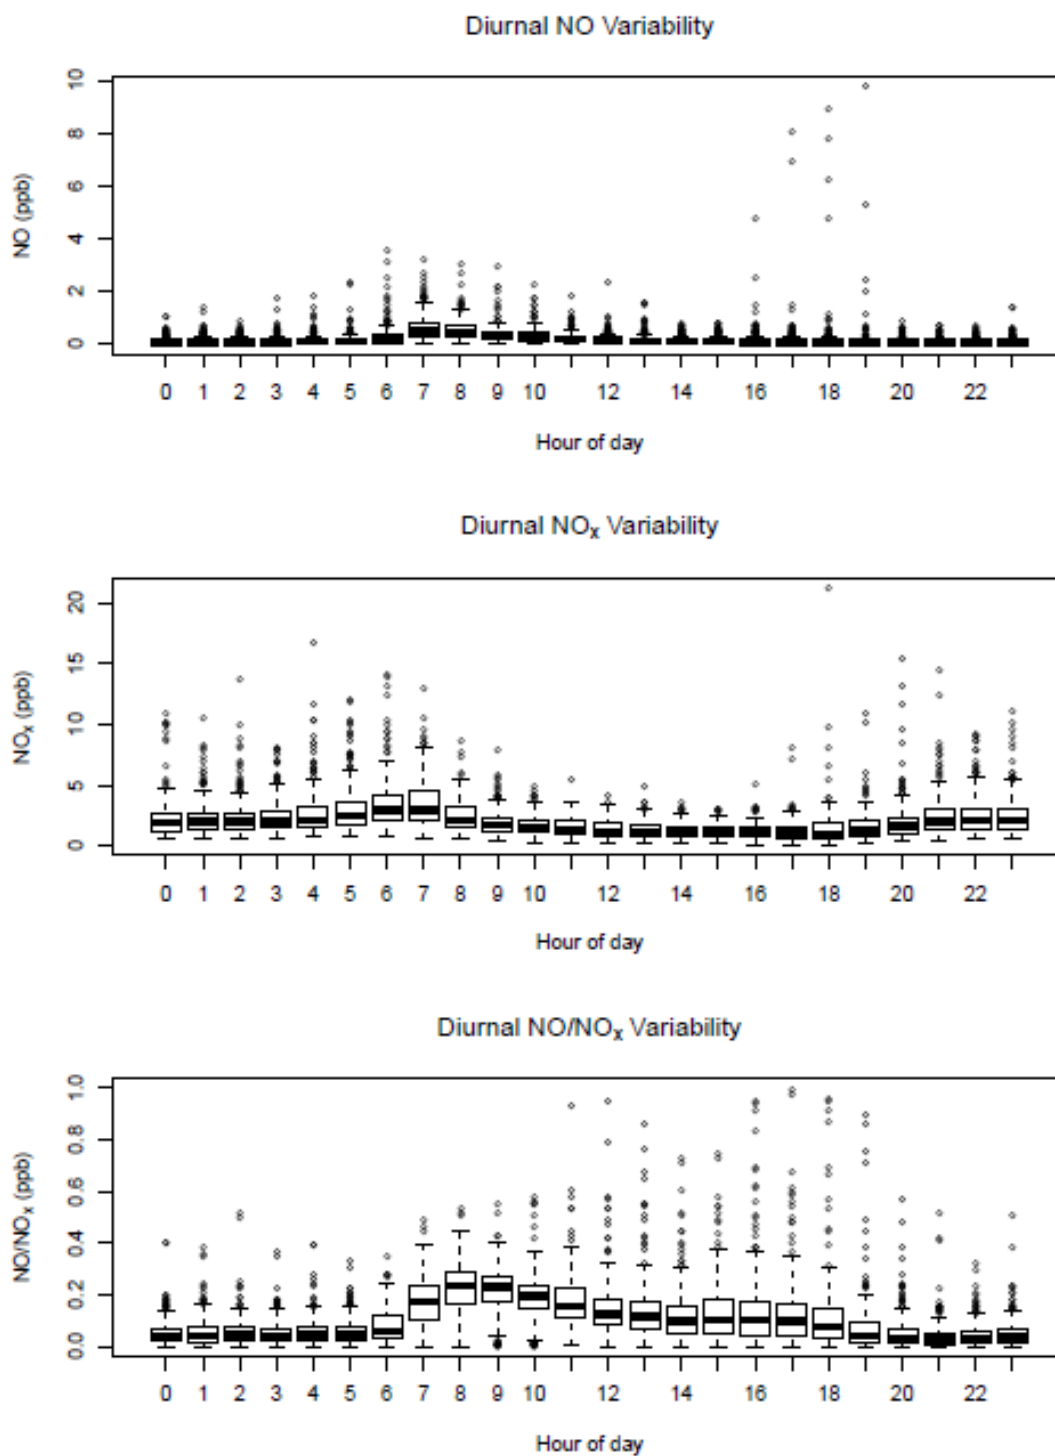 Diurnal NO Variability
NO (ppb)
10
8
6
4
2
0
0 1 2 3 4 5 6 7 8 9 10 12 14 16 18 20 22
Hour of day
Diurnal NOx Variability
NOx (ppb)
20
15
10
5
0
0 1 2 3 4 5 6 7 8 9 10 12 14 16 18 20 22
Hour of day
Diurnal NO/NOx Variability
NO/NOx (ppb)
1.0
0.8
0.6
0.4
0.2
0.0
0 1 2 3 4 5 6 7 8 9 10 12 14 16 18 20 22
Hour of day